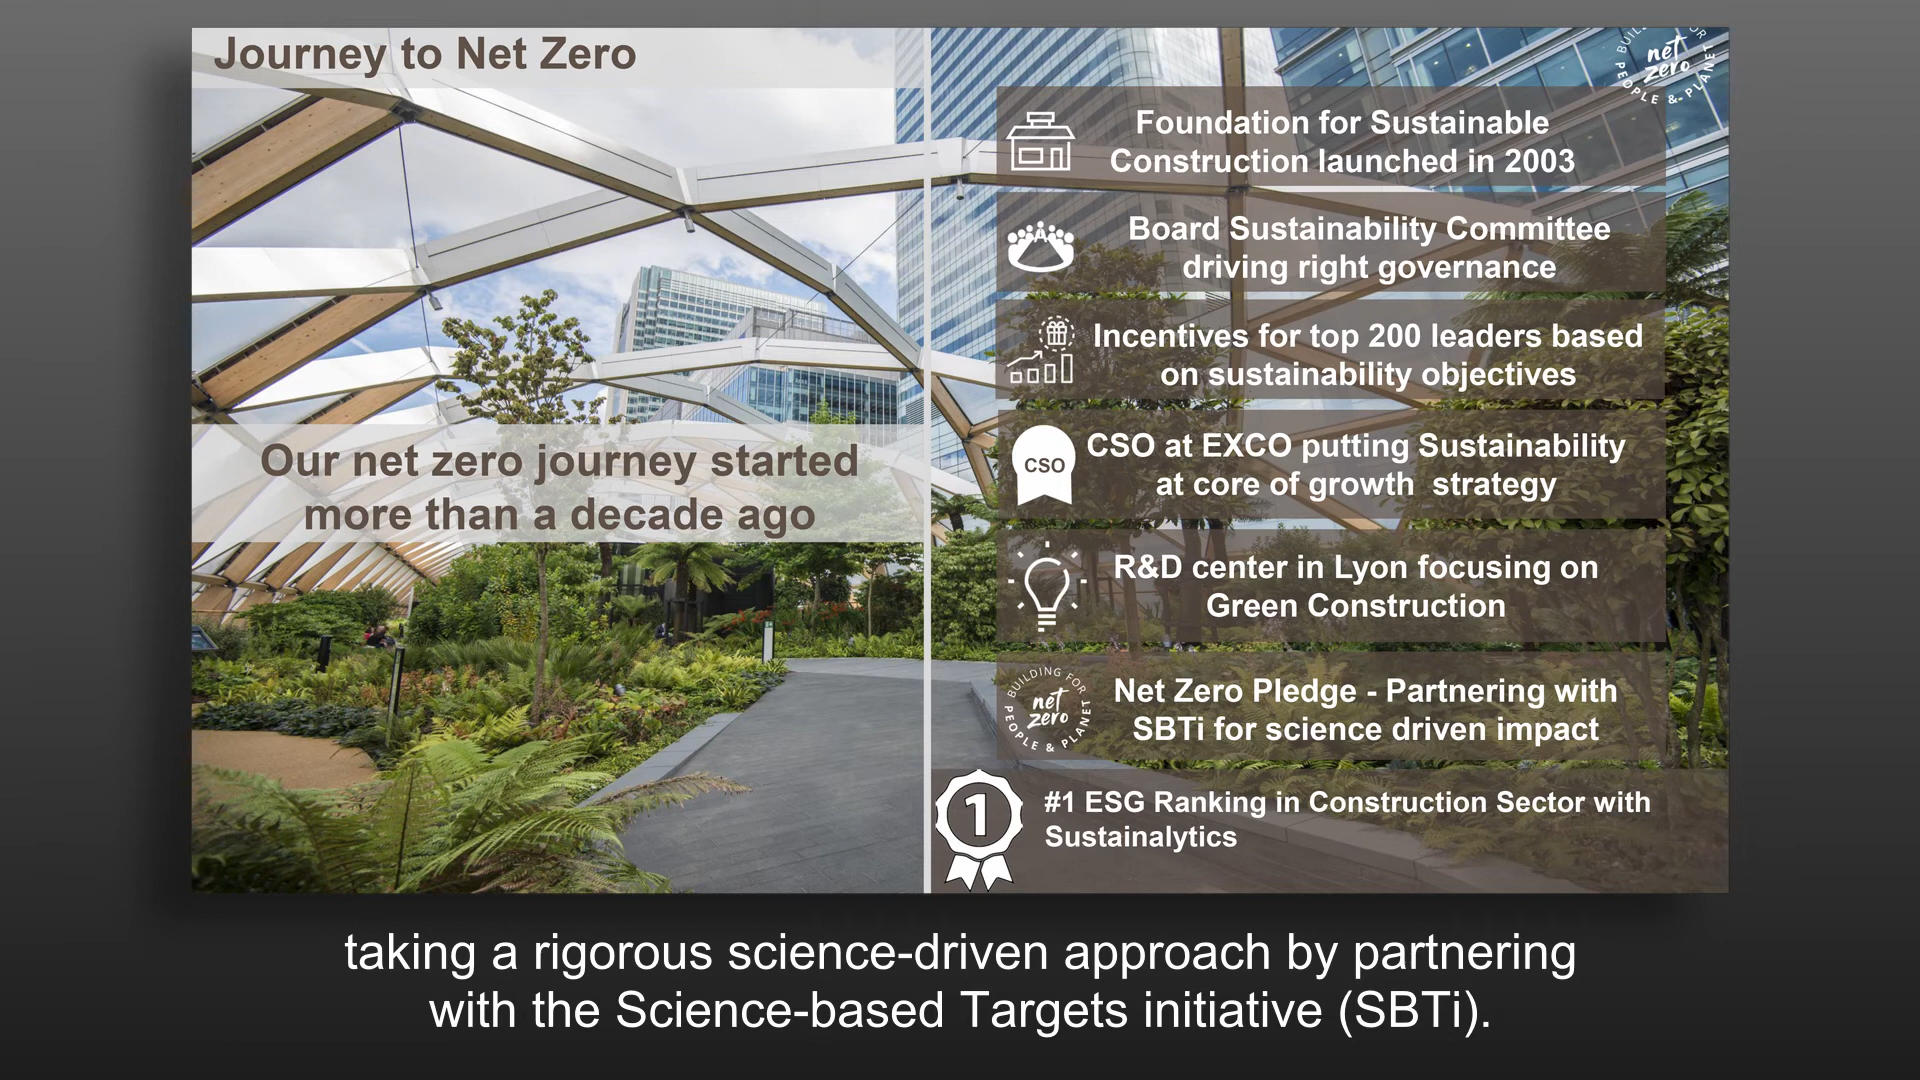 Journey to Net Zero
Our net zero journey started
more than a decade ago
net
zero
PEOPLE & PLANET
Foundation for Sustainable
Construction launched in 2003
Board Sustainability Committee
driving right governance
Incentives for top 200 leaders based
on sustainability objectives
CSO
CSO at EXCO putting Sustainability
at core of growth  strategy
R&D center in Lyon focusing on
Green Construction
BUILDING FOR
net
zero
PEOPLE & PLANET
Net Zero Pledge - Partnering with
SBTi for science driven impact
1
#1 ESG Ranking in Construction Sector with
Sustainalytics
taking a rigorous science-driven approach by partnering
with the Science-based Targets initiative (SBTi).